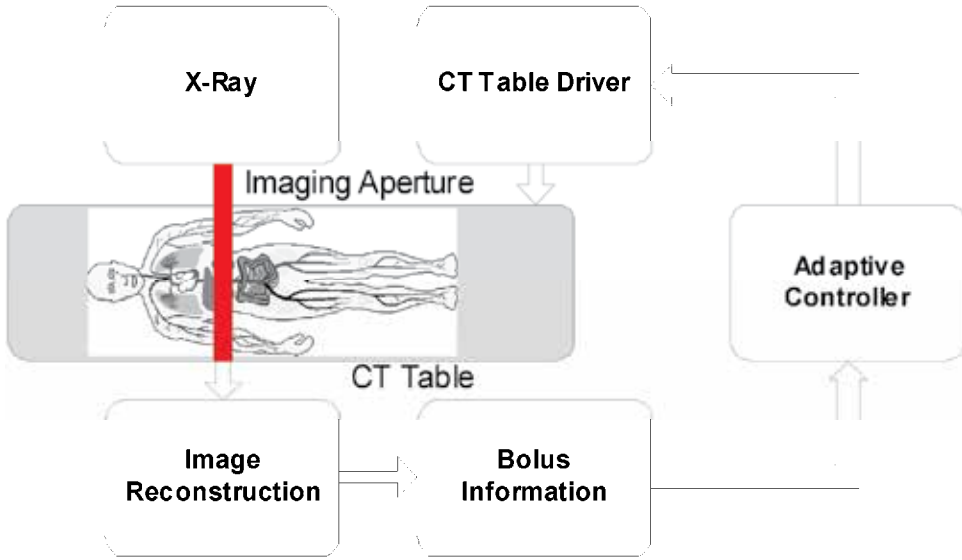 X-Ray
CT Table Driver
Imaging Aperture
Adaptive
Controller
CT Table
Image
Reconstruction
Bolus
Information